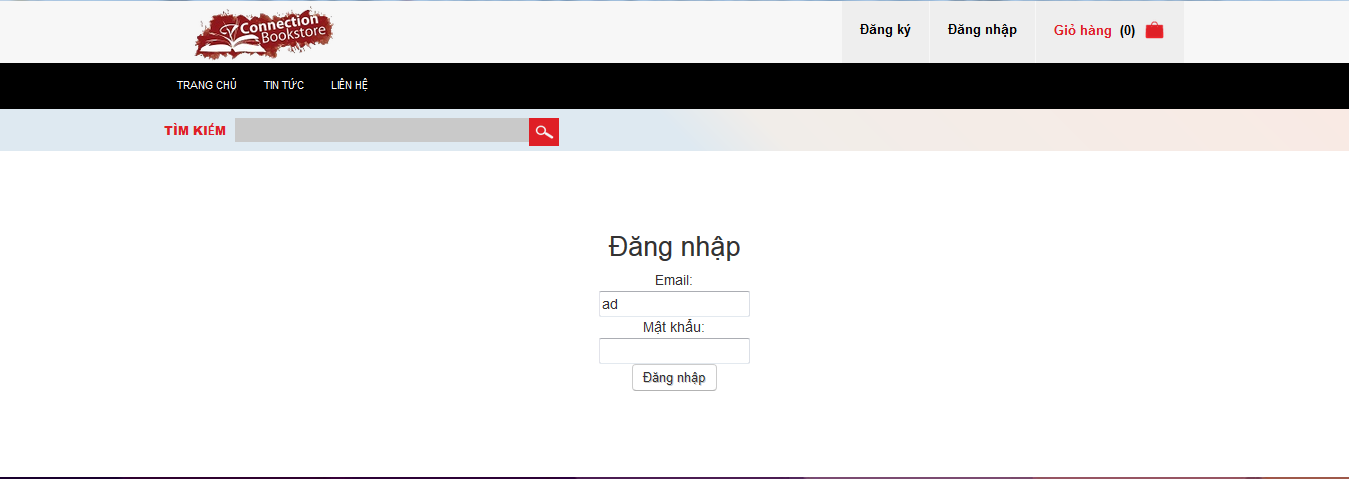 Connection
Bookstore
Đăng ký
Đăng nhập
Giỏ hàng (0)
TRANG CHỦ
TIN TỨC
LIÊN HỆ
TÌM KIẾM
Đăng nhập
Email:
ad
Mật khẩu:
Đăng nhập